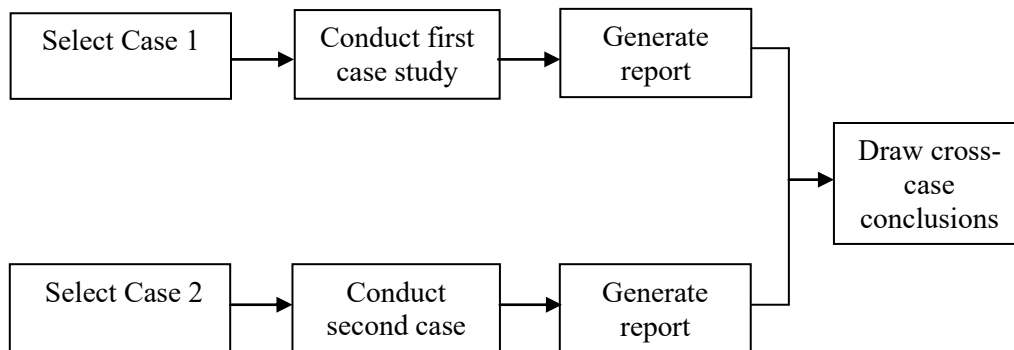 Select Case 1
Conduct first
case study
Generate
report
Draw cross-
case
conclusions
Select Case 2
Conduct
second case
Generate
report